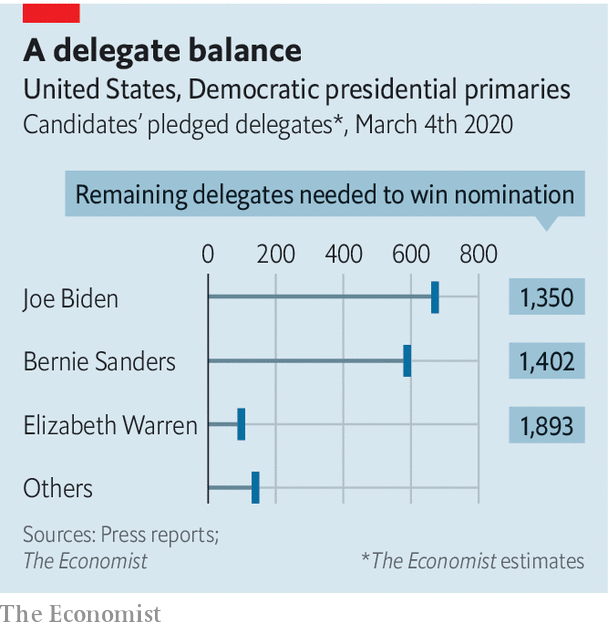 A delegate balance
United States, Democratic presidential primaries
Candidates’ pledged delegates*, March 4th 2020
Remaining delegates needed to win nomination
0 200 400 600 800
Joe Biden 1,350
Bernie Sanders 1,402
Elizabeth Warren 1,893
Others
Sources: Press reports;
The Economist *The Economist estimates
The Economist